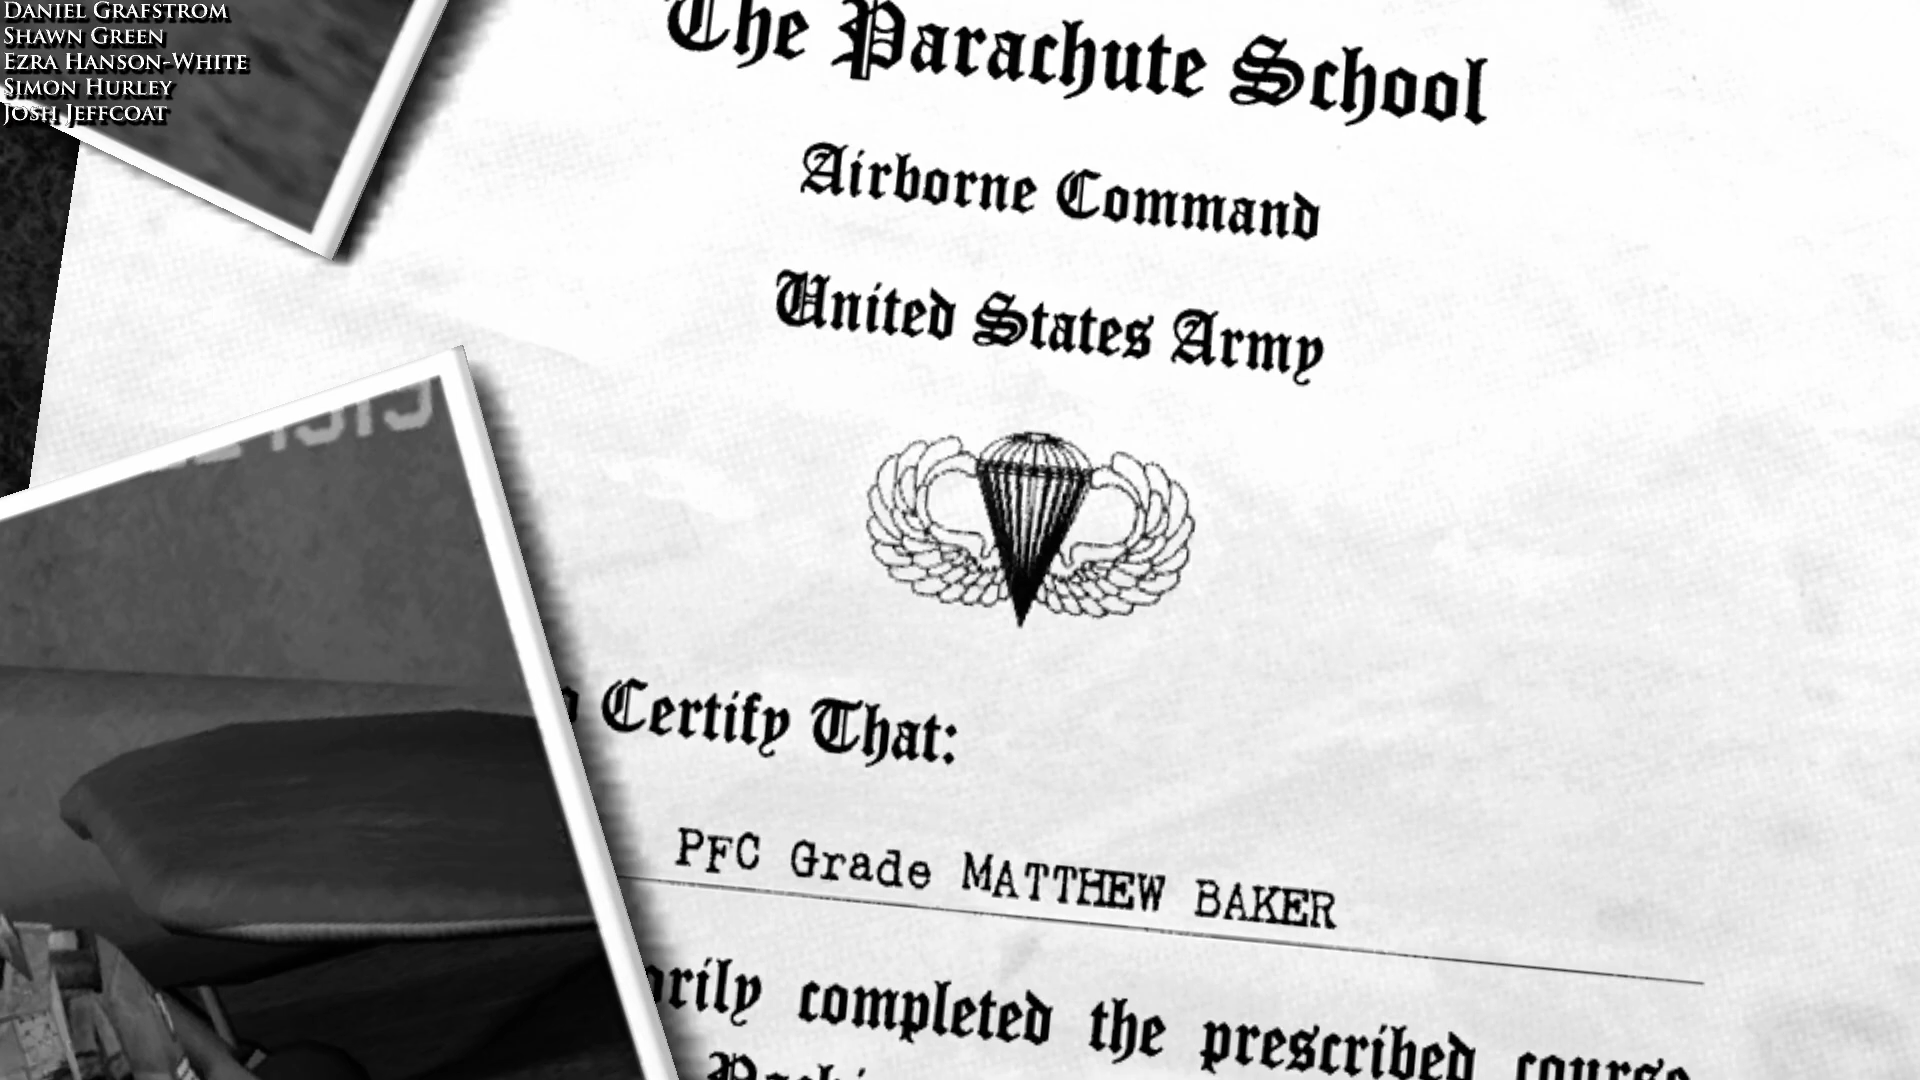 DANIEL GRAFSTROM
SHAWN GREEN
EZRA HANSON-WHITE
SIMON HURLEY
JOSH JEFFCOAT
The Parachute School
Airborne Command
United States Army
Certify That:
PFC Grade MATTHEW BAKER
completed the prescribed course